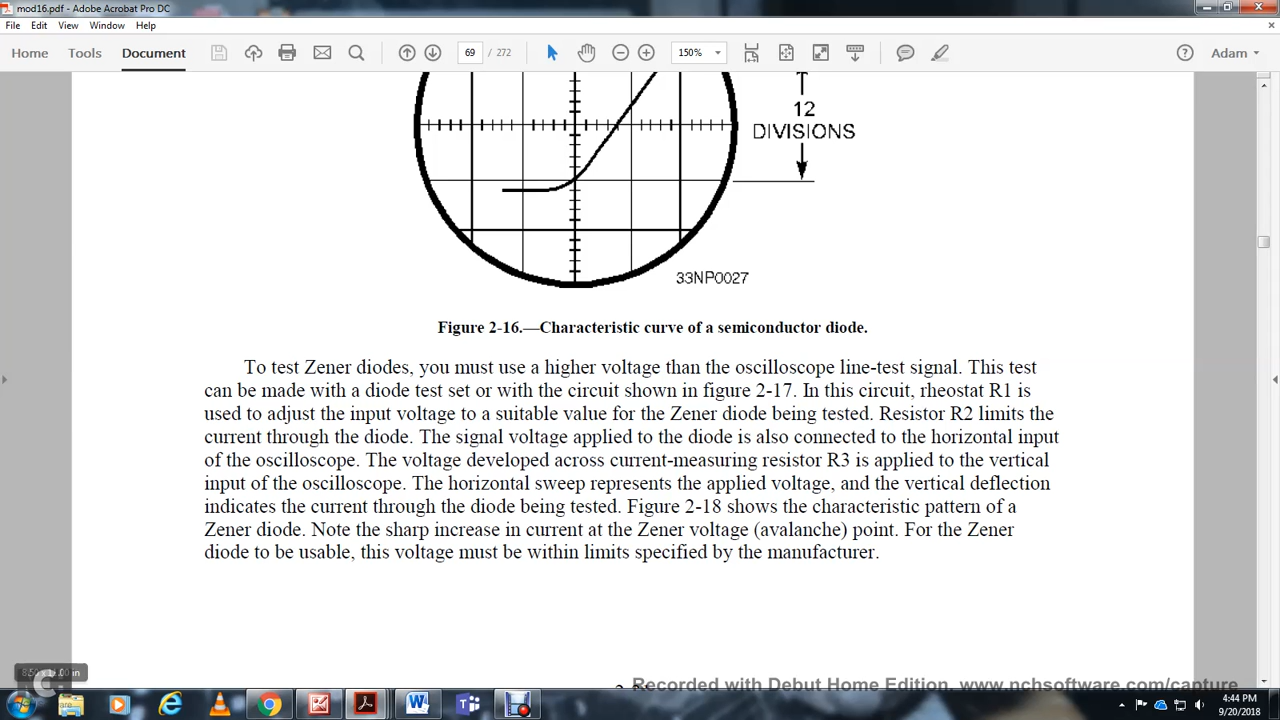 mod16.pdf - Adobe Acrobat Pro DC
File Edit View Window Help
Home Tools Document 69 / 272 150% Adam
12
DIVISIONS
33NP0027
Figure 2-16.—Characteristic curve of a semiconductor diode.
To test Zener diodes, you must use a higher voltage than the oscilloscope line-test signal. This test
can be made with a diode test set or with the circuit shown in figure 2-17. In this circuit, rheostat R1 is
used to adjust the input voltage to a suitable value for the Zener diode being tested. Resistor R2 limits the
current through the diode. The signal voltage applied to the diode is also connected to the horizontal input
of the oscilloscope. The voltage developed across current-measuring resistor R3 is applied to the vertical
input of the oscilloscope. The horizontal sweep represents the applied voltage, and the vertical deflection
indicates the current through the diode being tested. Figure 2-18 shows the characteristic pattern of a
Zener diode. Note the sharp increase in current at the Zener voltage (avalanche) point. For the Zener
diode to be usable, this voltage must be within limits specified by the manufacturer.
8.50 x 11.00 in
Recorded with Debut Home Edition. www.nchsoftware.com/capture
4:44 PM
9/20/2018